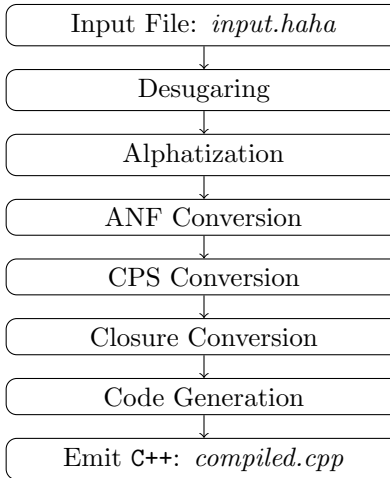 Input File: input.haha
Desugaring
Alphatization
ANF Conversion
CPS Conversion
Closure Conversion
Code Generation
Emit C++: compiled.cpp